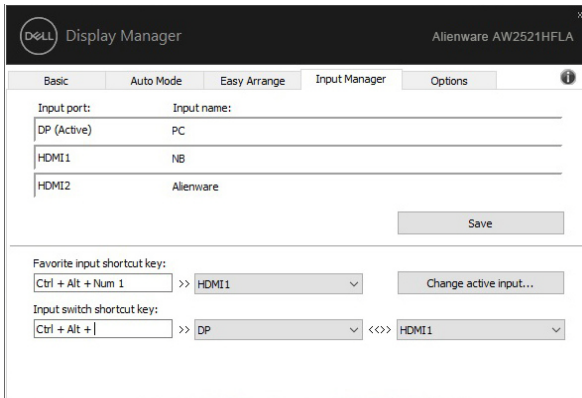 DELL Display Manager Alienware AW2521HFLA
Basic Auto Mode Easy Arrange Input Manager Options i
Input port: Input name:
DP (Active) PC
HDMI1 NB
HDMI2 Alienware
Save
Favorite input shortcut key:
Ctrl + Alt + Num 1 >> HDMI1 Change active input...
Input switch shortcut key:
Ctrl + Alt + >> DP <<>> HDMI1